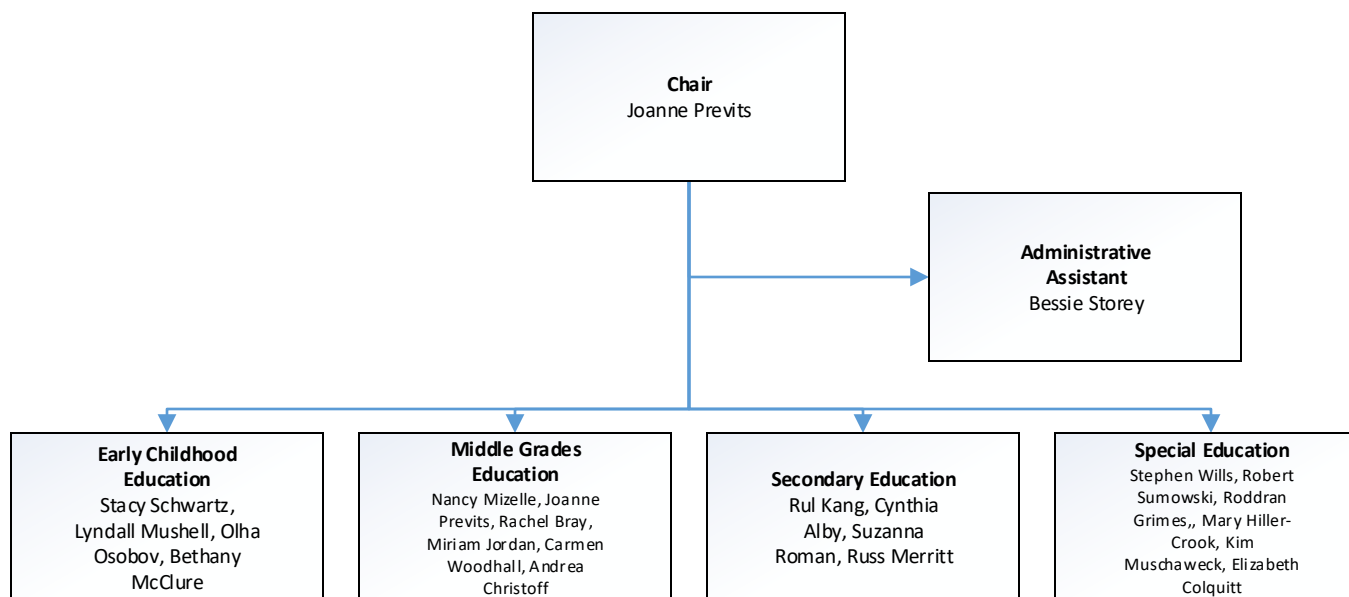 Chair
Joanne Previts
Administrative
Assistant
Bessie Storey
Early Childhood
Education
Stacy Schwartz,
Lyndall Mushell, Olha
Osobov, Bethany
McClure
Middle Grades
Education
Nancy Mizelle, Joanne
Previts, Rachel Bray,
Miriam Jordan, Carmen
Woodhall, Andrea
Christoff
Secondary Education
Rul Kang, Cynthia
Alby, Suzanna
Roman, Russ Merritt
Special Education
Stephen Wills, Robert
Sumowski, Roddran
Grimes,, Mary Hiller-
Crook, Kim
Muschaweck, Elizabeth
Colquitt